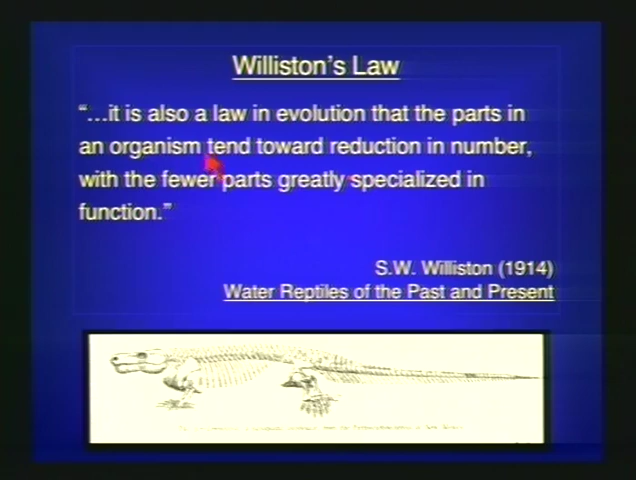 Williston's Law
“...it is also a law in evolution that the parts in
an organism tend toward reduction in number,
with the fewer parts greatly specialized in
function.”
S.W. Williston (1914)
Water Reptiles of the Past and Present